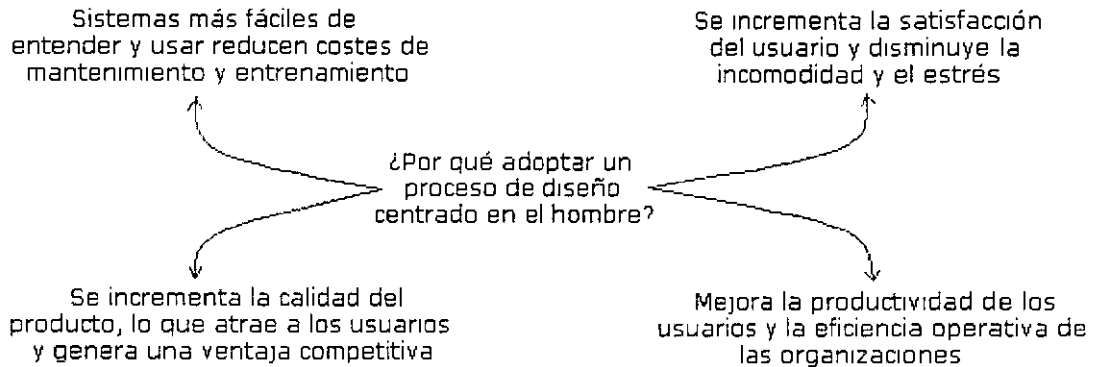 Sistemas más fáciles de
entender y usar reducen costes de
mantenimiento y entrenamiento
Se incrementa la satisfacción
del usuario y disminuye la
incomodidad y el estrés
¿Por qué adoptar un
proceso de diseño
centrado en el hombre?
Se incrementa la calidad del
producto, lo que atrae a los usuarios
y genera una ventaja competitiva
Mejora la productividad de los
usuarios y la eficiencia operativa de
las organizaciones